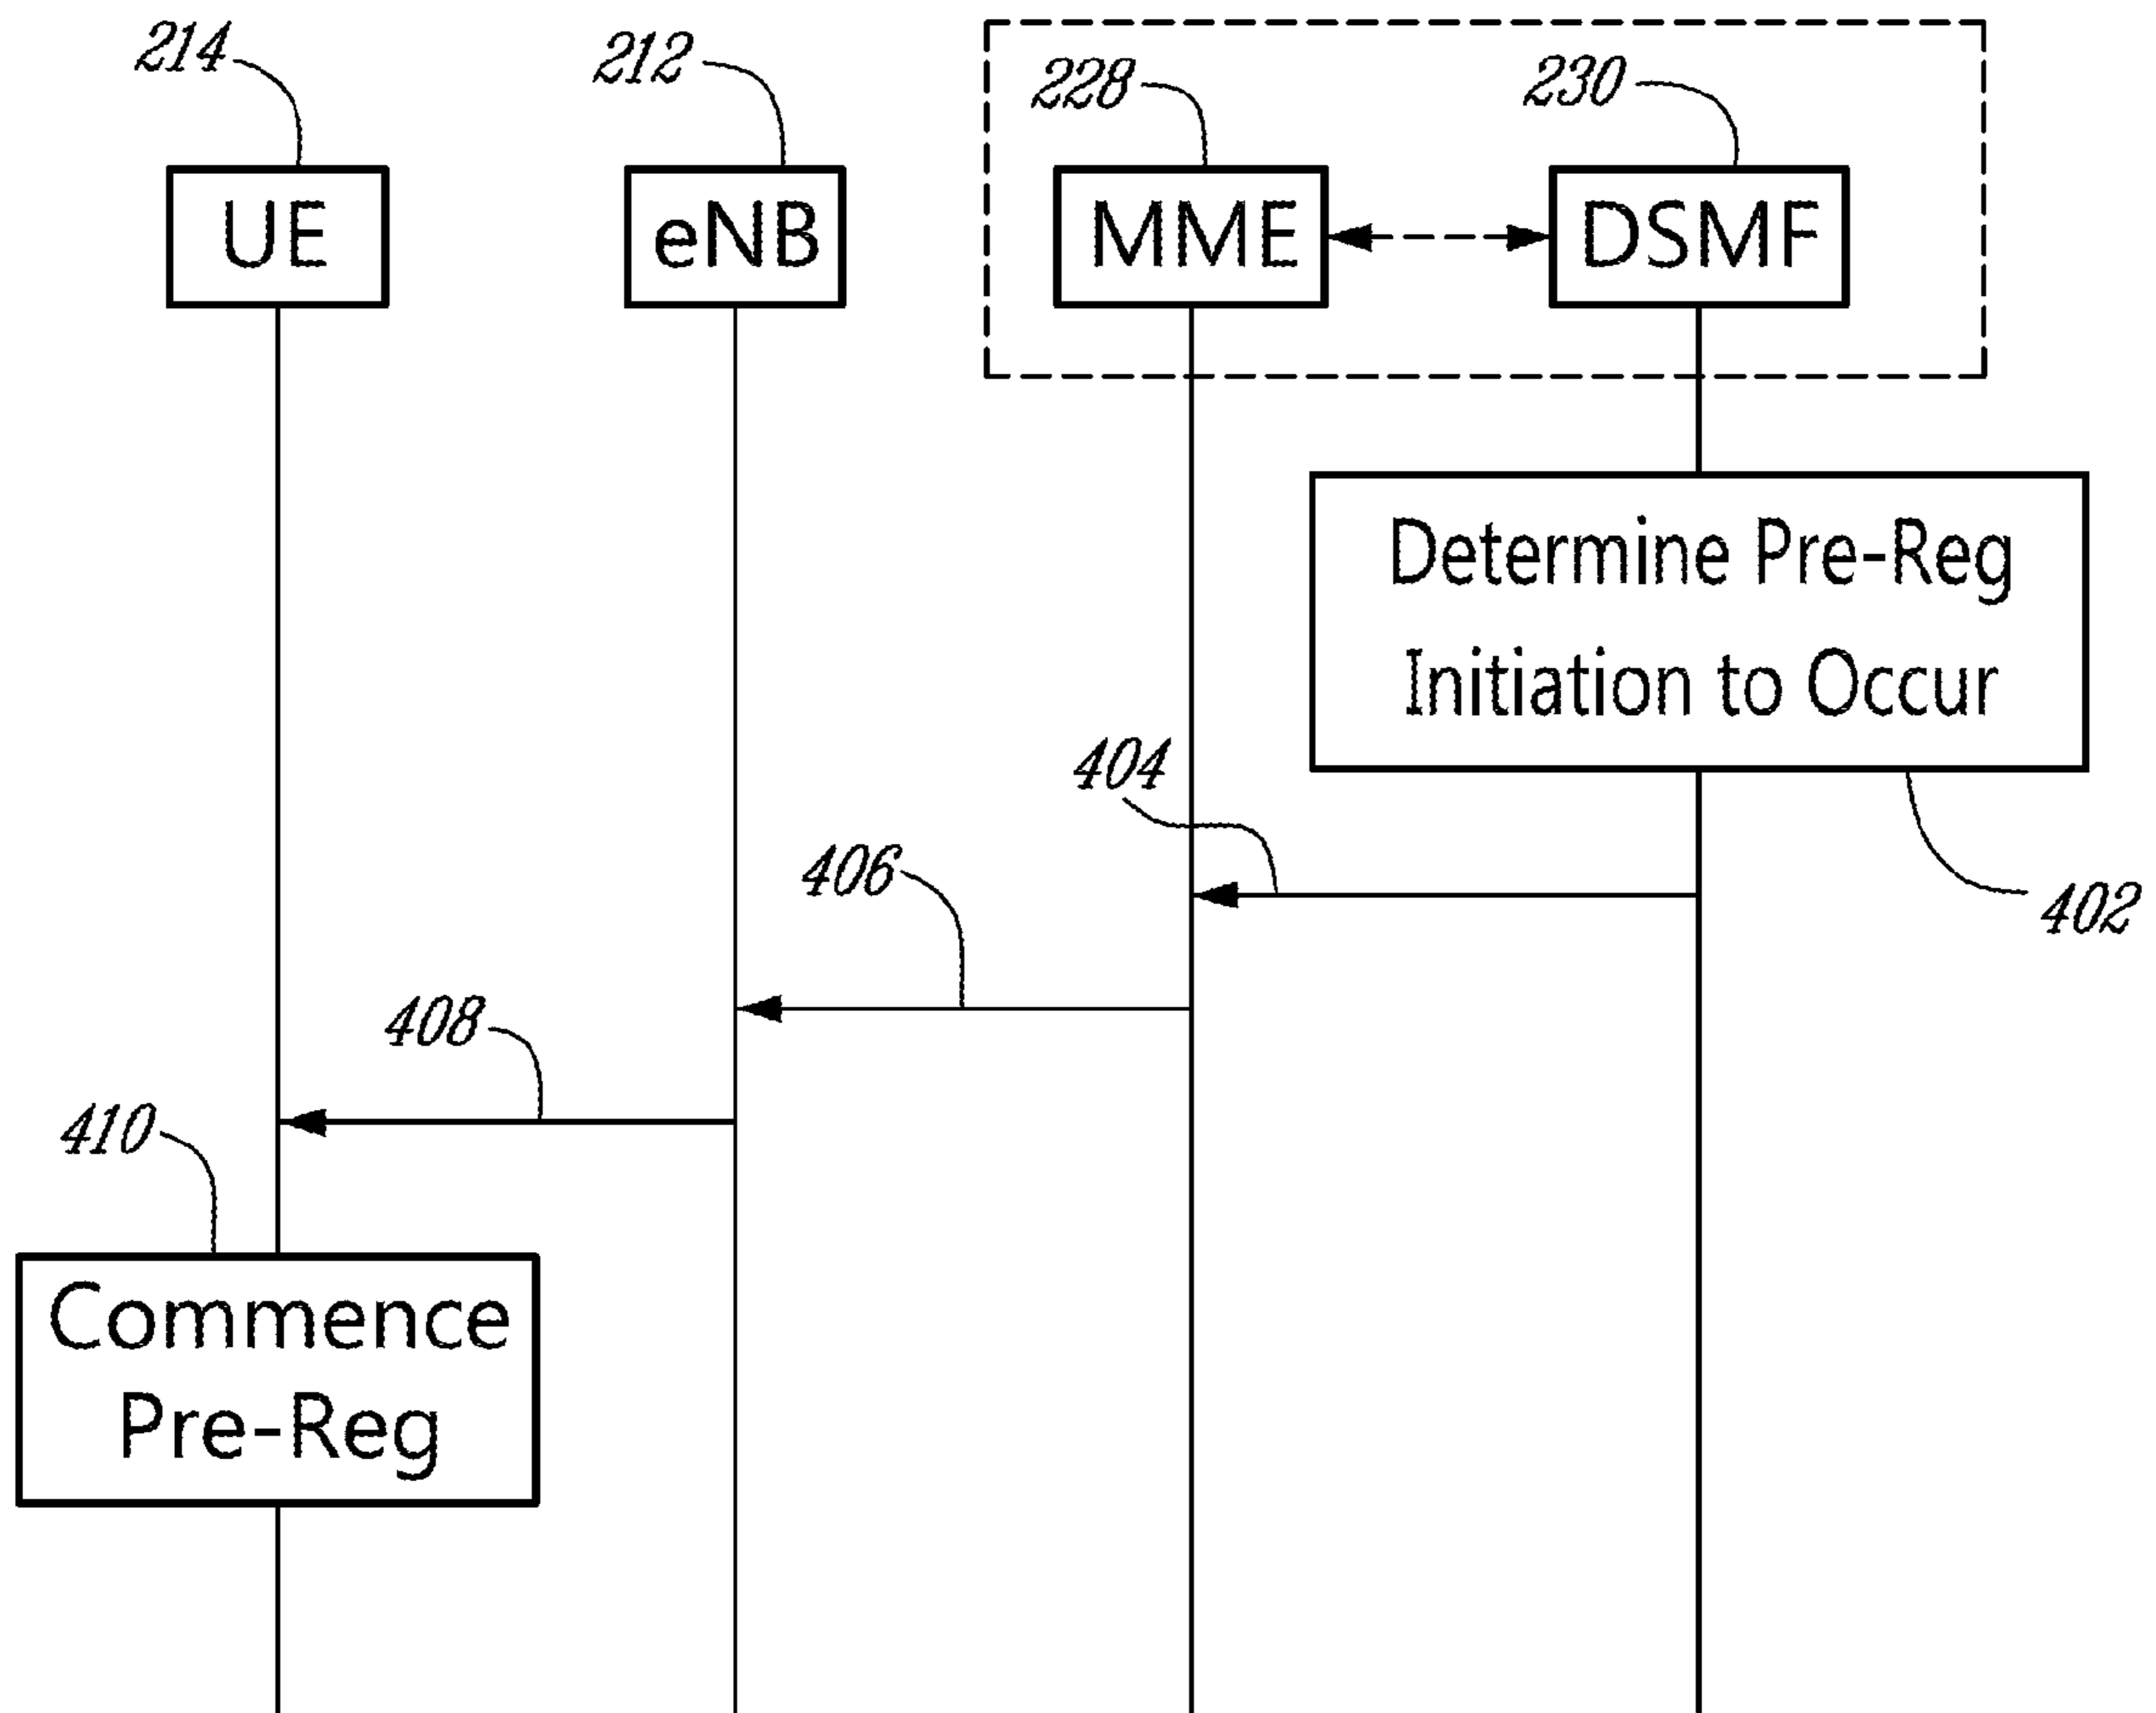 214
212
228
230
UE
eNB
MME
DSMF
Determine Pre-Reg
Initiation to Occur
404
406
402
408
410
Commence
Pre-Reg